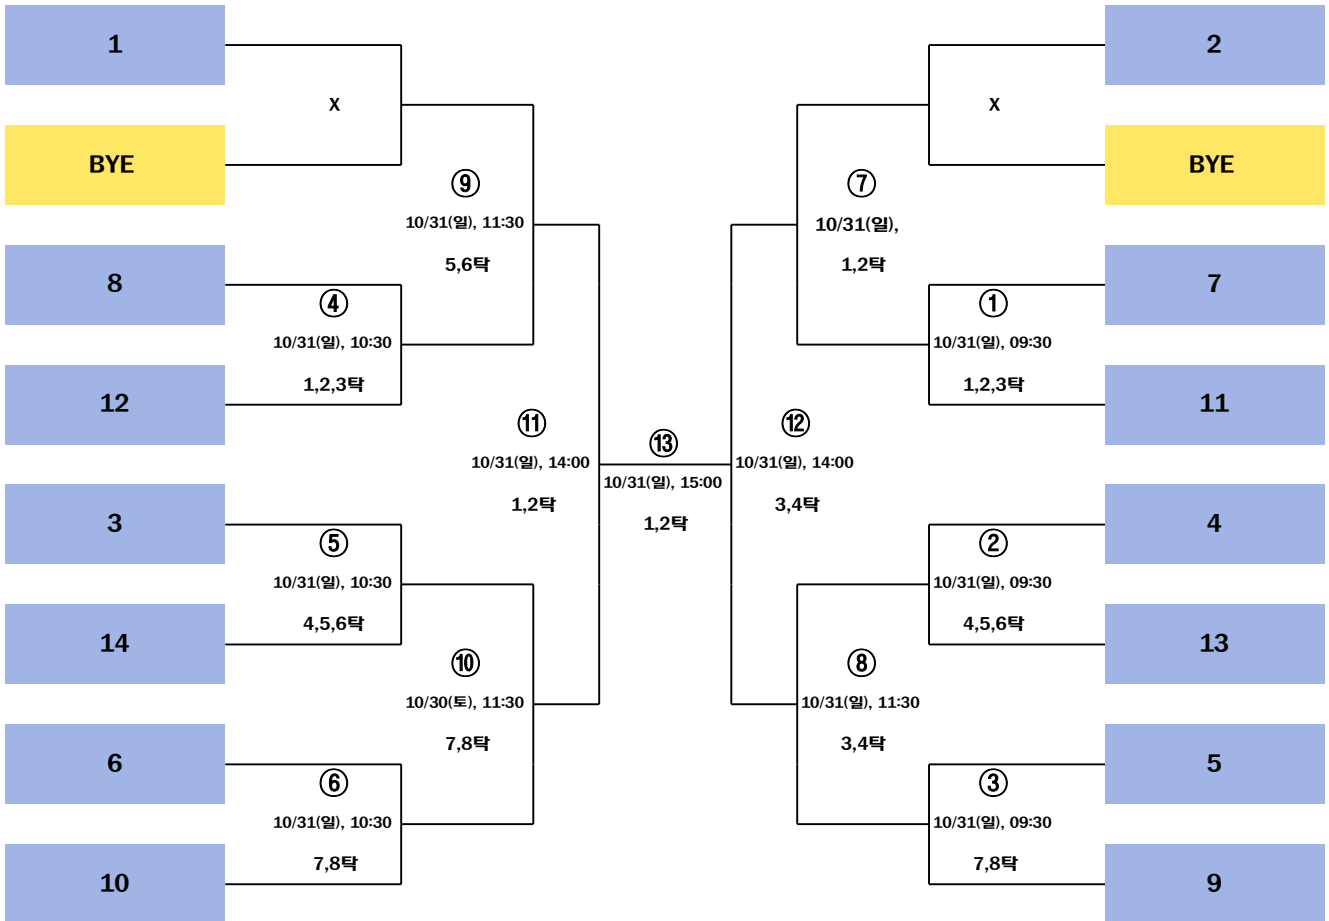 1
2
X
X
BYE
BYE
⑨
10/31(일), 11:30
5,6탁
⑦
10/31(일),
1,2탁
8
④
10/31(일), 10:30
1,2,3탁
12
7
①
10/31(일), 09:30
1,2,3탁
11
⑪
10/31(일), 14:00
1,2탁
⑬
10/31(일), 15:00
1,2탁
⑫
10/31(일), 14:00
3,4탁
3
⑤
10/31(일), 10:30
4,5,6탁
14
4
②
10/31(일), 09:30
4,5,6탁
13
⑩
10/30(토), 11:30
7,8탁
⑧
10/31(일), 11:30
3,4탁
6
⑥
10/31(일), 10:30
7,8탁
10
5
③
10/31(일), 09:30
7,8탁
9